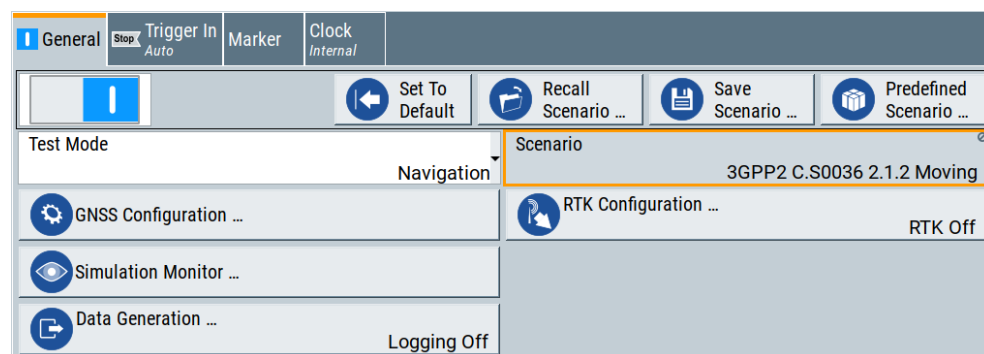 General
Stop Trigger In
Auto
Marker
Clock
Internal
Set To
Default
Recall
Scenario ...
Save
Scenario ...
Predefined
Scenario ...
Test Mode
Navigation
Scenario
3GPP2 C.S0036 2.1.2 Moving
GNSS Configuration ...
RTK Configuration ...
RTK Off
Simulation Monitor ...
Data Generation ...
Logging Off